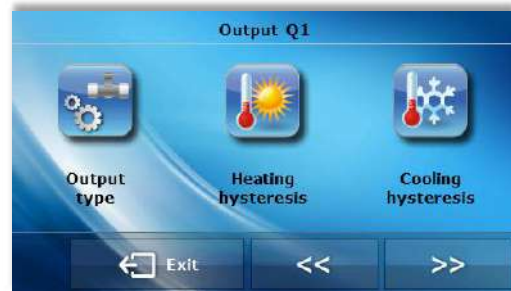 Output Q1
Output
type
Heating
hysteresis
Cooling
hysteresis
Exit
<<
>>